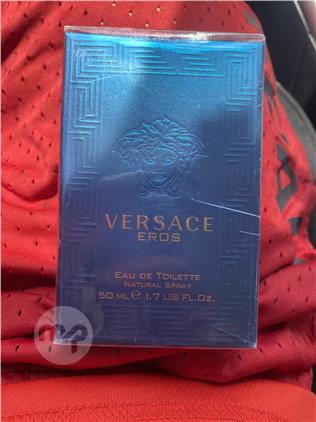 VERSACE
EROS
EAU DE TOILETTE
NATURAL SPRAY
50 ML ℮ 1.7 US FL.OZ.